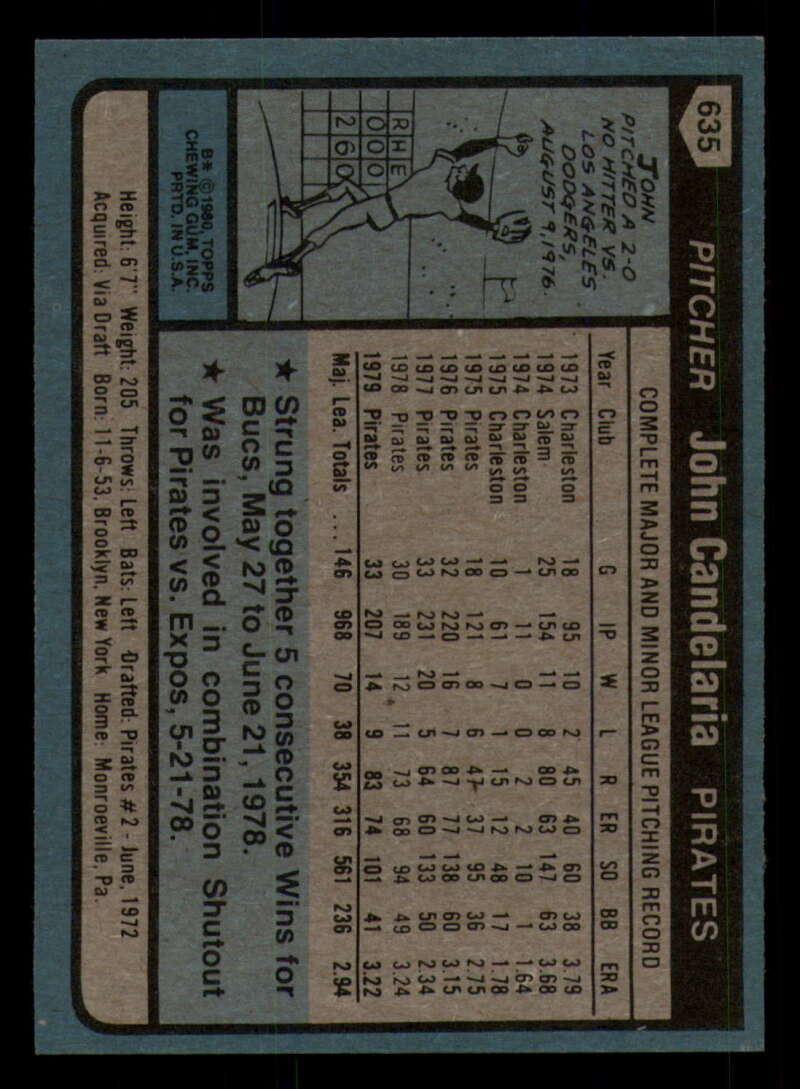 635 PITCHER John Candelaria PIRATES
JOHN
PITCHED A 2-0
NO HITTER VS.
LOS ANGELES
DODGERS,
AUGUST 9, 1976.
R H E
0 0 0
2 6 0
B* © 1980, TOPPS
CHEWING GUM, INC.
PRTD. IN U.S.A.
COMPLETE MAJOR AND MINOR LEAGUE PITCHING RECORD
Year Club G IP W L R ER SO BB ERA
1973 Charleston 18 95 10 2 45 40 60 38 3.79
1974 Salem 25 154 11 8 80 63 147 63 3.68
1974 Charleston 1 11 0 0 2 2 10 1 1.64
1975 Charleston 10 61 7 1 15 12 48 17 1.78
1975 Pirates 18 121 8 6 47 37 95 36 2.75
1976 Pirates 32 220 16 7 87 77 138 60 3.15
1977 Pirates 33 231 20 5 64 60 133 50 2.34
1978 Pirates 30 189 12 11 73 68 94 49 3.24
1979 Pirates 33 207 14 9 83 74 101 41 3.22
Maj. Lea. Totals ... 146 968 70 38 354 316 561 236 2.94
★ Strung together 5 consecutive Wins for
Bucs, May 27 to June 21, 1978.
★ Was involved in combination Shutout
for Pirates vs. Expos, 5-21-78.
Height: 6'7" Weight: 205 Throws: Left Bats: Left Drafted: Pirates #2 - June, 1972
Acquired: Via Draft Born: 11-6-53, Brooklyn, New York Home: Monroeville, Pa.